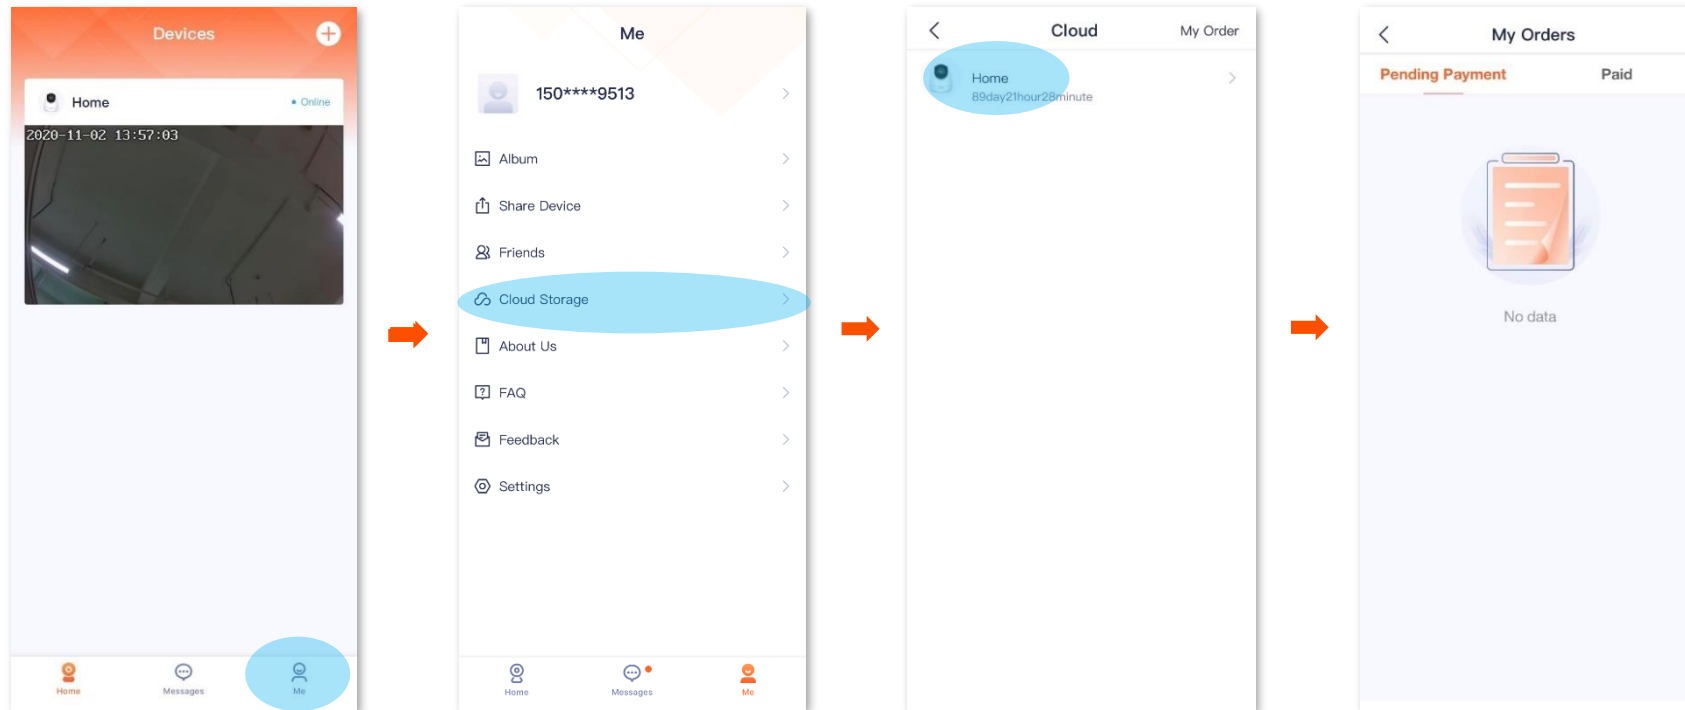 Devices
Home
Online
2020-11-02 13:57:03
Home
Messages
Me
Me
150****9513
Album
Share Device
Friends
Cloud Storage
About Us
FAQ
Feedback
Settings
Home
Messages
Me
Cloud
My Order
Home
89day21hour28minute
My Orders
Pending Payment
Paid
No data